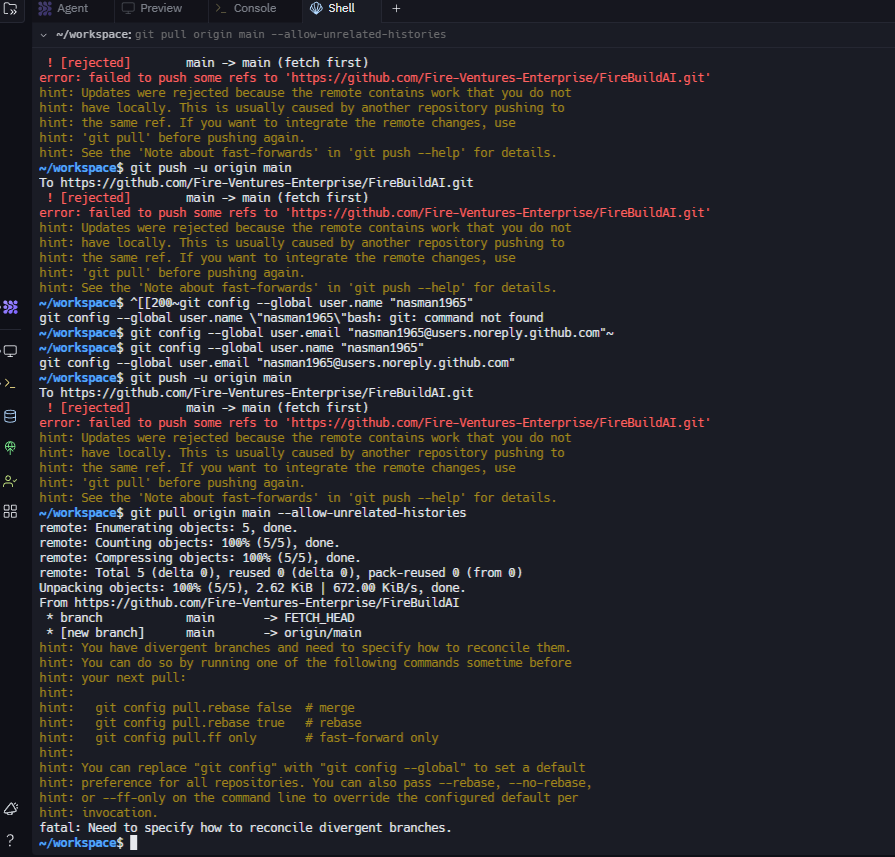 Agent Preview Console Shell +
~/workspace: git pull origin main --allow-unrelated-histories
! [rejected]        main -> main (fetch first)
error: failed to push some refs to 'https://github.com/Fire-Ventures-Enterprise/FireBuildAI.git'
hint: Updates were rejected because the remote contains work that you do not
hint: have locally. This is usually caused by another repository pushing to
hint: the same ref. If you want to integrate the remote changes, use
hint: 'git pull' before pushing again.
hint: See the 'Note about fast-forwards' in 'git push --help' for details.
~/workspace$ git push -u origin main
To https://github.com/Fire-Ventures-Enterprise/FireBuildAI.git
! [rejected]        main -> main (fetch first)
error: failed to push some refs to 'https://github.com/Fire-Ventures-Enterprise/FireBuildAI.git'
hint: Updates were rejected because the remote contains work that you do not
hint: have locally. This is usually caused by another repository pushing to
hint: the same ref. If you want to integrate the remote changes, use
hint: 'git pull' before pushing again.
hint: See the 'Note about fast-forwards' in 'git push --help' for details.
~/workspace$ ^[[200~git config --global user.name "nasman1965"
git config --global user.name \"nasman1965\"bash: git: command not found
~/workspace$ git config --global user.email "nasman1965@users.noreply.github.com"~
~/workspace$ git config --global user.name "nasman1965"
git config --global user.email "nasman1965@users.noreply.github.com"
~/workspace$ git push -u origin main
To https://github.com/Fire-Ventures-Enterprise/FireBuildAI.git
! [rejected]        main -> main (fetch first)
error: failed to push some refs to 'https://github.com/Fire-Ventures-Enterprise/FireBuildAI.git'
hint: Updates were rejected because the remote contains work that you do not
hint: have locally. This is usually caused by another repository pushing to
hint: the same ref. If you want to integrate the remote changes, use
hint: 'git pull' before pushing again.
hint: See the 'Note about fast-forwards' in 'git push --help' for details.
~/workspace$ git pull origin main --allow-unrelated-histories
remote: Enumerating objects: 5, done.
remote: Counting objects: 100% (5/5), done.
remote: Compressing objects: 100% (5/5), done.
remote: Total 5 (delta 0), reused 0 (delta 0), pack-reused 0 (from 0)
Unpacking objects: 100% (5/5), 2.62 KiB | 672.00 KiB/s, done.
From https://github.com/Fire-Ventures-Enterprise/FireBuildAI
* branch            main       -> FETCH_HEAD
* [new branch]      main       -> origin/main
hint: You have divergent branches and need to specify how to reconcile them.
hint: You can do so by running one of the following commands sometime before
hint: your next pull:
hint:
hint:   git config pull.rebase false  # merge
hint:   git config pull.rebase true   # rebase
hint:   git config pull.ff only       # fast-forward only
hint:
hint: You can replace "git config" with "git config --global" to set a default
hint: preference for all repositories. You can also pass --rebase, --no-rebase,
hint: or --ff-only on the command line to override the configured default per
hint: invocation.
fatal: Need to specify how to reconcile divergent branches.
~/workspace$